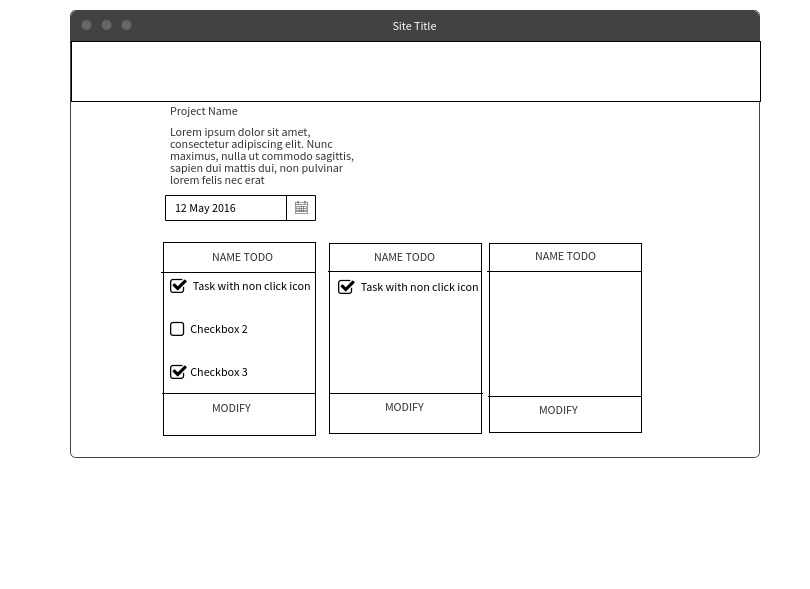 Site Title
Project Name
Lorem ipsum dolor sit amet,
consectetur adipiscing elit. Nunc
maximus, nulla ut commodo sagittis,
sapien dui mattis dui, non pulvinar
lorem felis nec erat
12 May 2016
NAME TODO
Task with non click icon
Checkbox 2
Checkbox 3
MODIFY
NAME TODO
Task with non click icon
MODIFY
NAME TODO
MODIFY